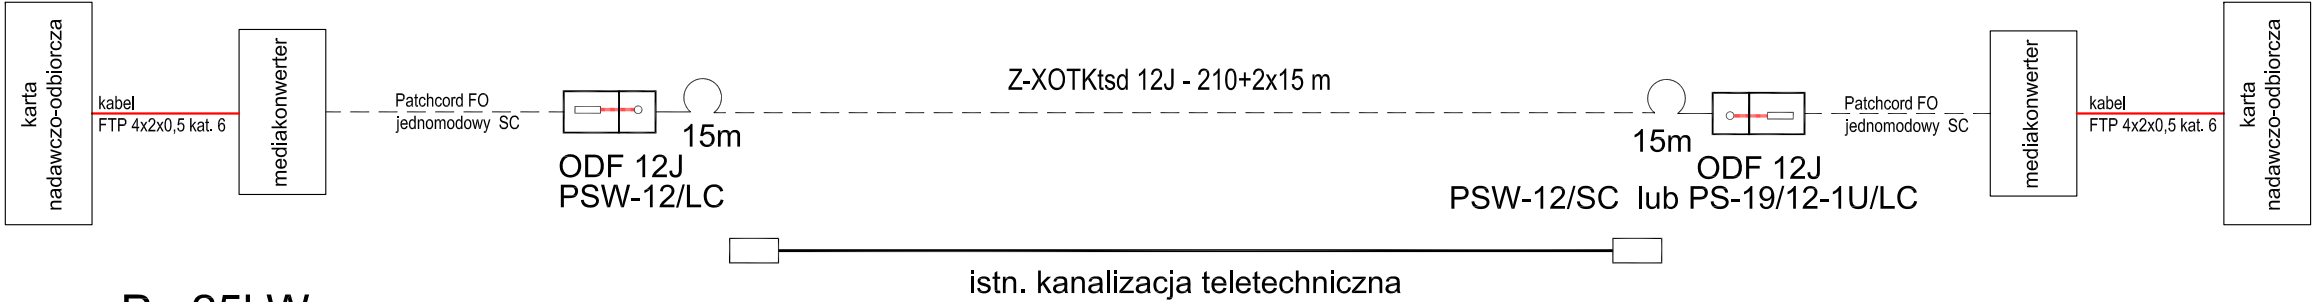 karta
nadawczo-odbiorcza
kabel
FTP 4x2x0,5 kat. 6
mediakonwerter
Patchcord FO
jednomodowy SC
ODF 12J
PSW-12/LC
15m
Z-XOTKtsd 12J - 210+2x15 m
15m
ODF 12J
PSW-12/SC lub PS-19/12-1U/LC
Patchcord FO
jednomodowy SC
mediakonwerter
kabel
FTP 4x2x0,5 kat. 6
karta
nadawczo-odbiorcza
istn. kanalizacja teletechniczna